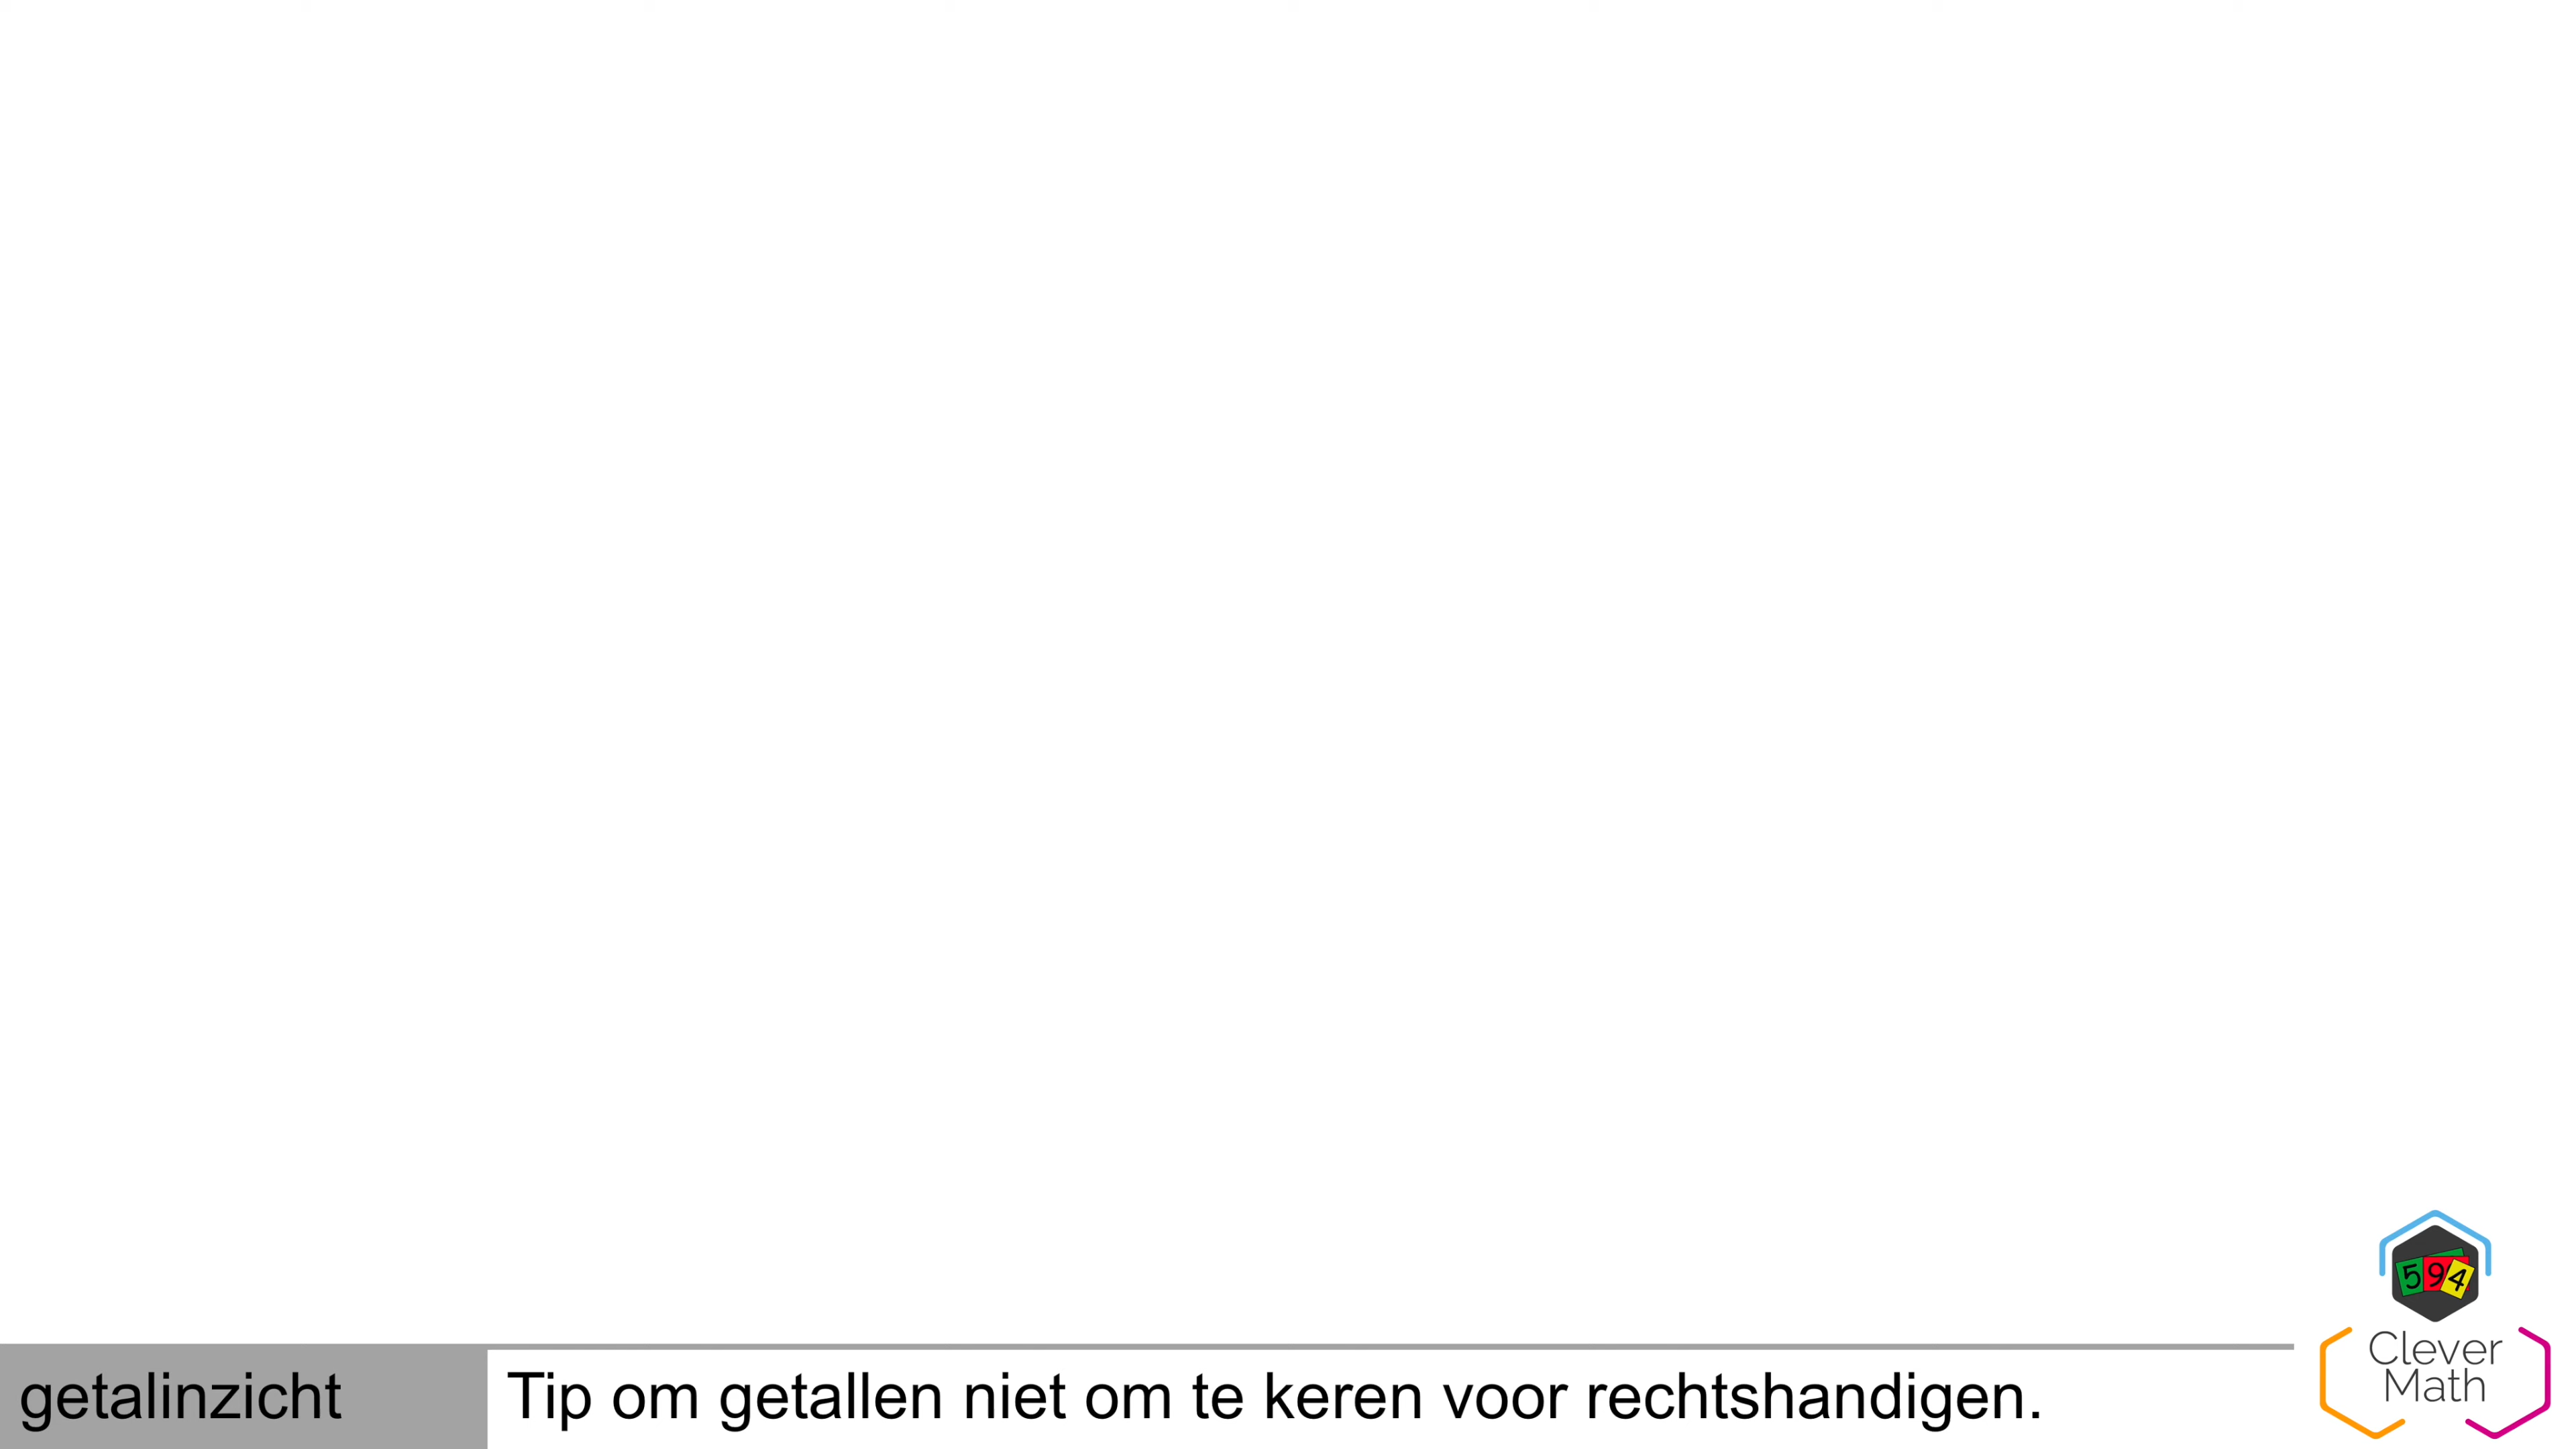 594
Clever
Math
getalinzicht
Tip om getallen niet om te keren voor rechtshandigen.